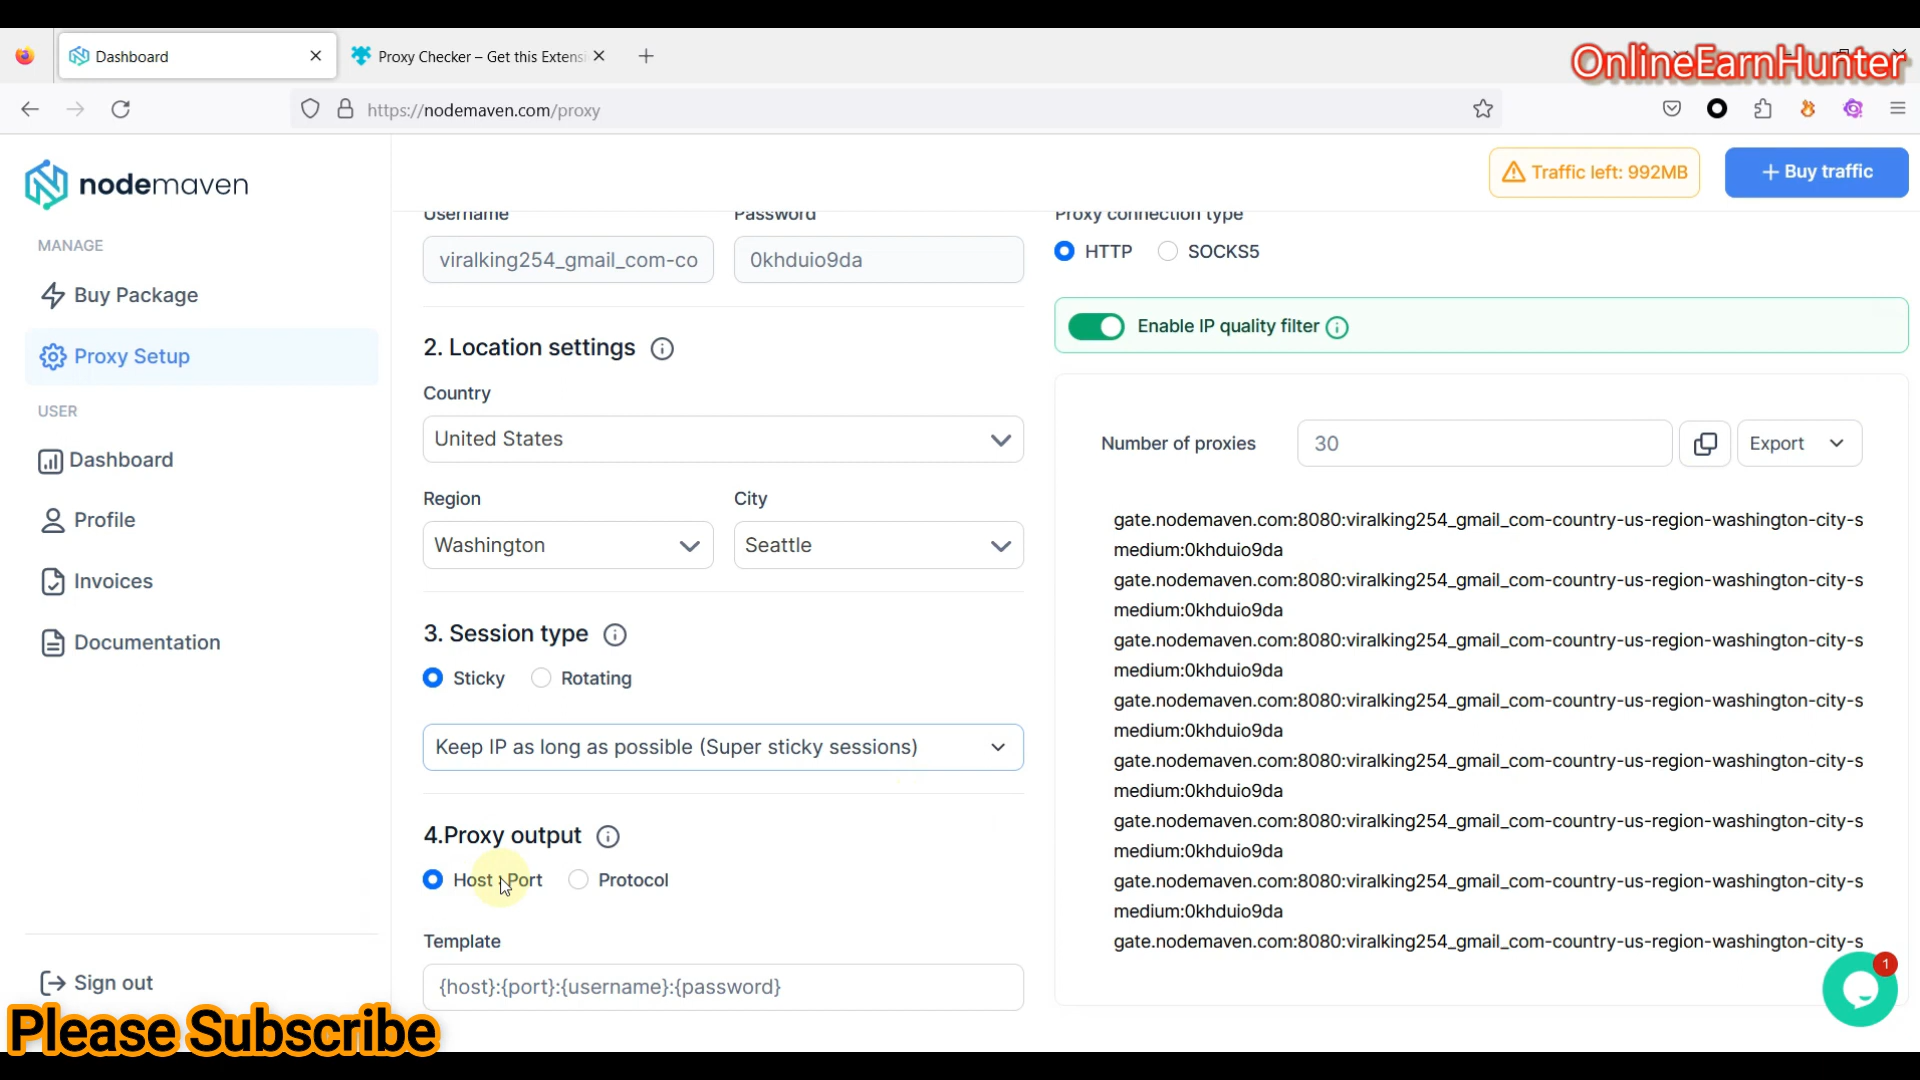 Dashboard
Proxy Checker – Get this Extensi
OnlineEarnHunter
https://nodemaven.com/proxy
nodemaven
Traffic left: 992MB
Buy traffic
MANAGE
Buy Package
Proxy Setup
USER
Dashboard
Profile
Invoices
Documentation
Sign out
Please Subscribe
Username
Password
viralking254_gmail_com-co
0khduio9da
2. Location settings
Country
United States
Region
City
Washington
Seattle
3. Session type
Sticky
Rotating
Keep IP as long as possible (Super sticky sessions)
4.Proxy output
Host : Port
Protocol
Template
{host}:{port}:{username}:{password}
Proxy connection type
HTTP
SOCKS5
Enable IP quality filter
Number of proxies
30
Export
gate.nodemaven.com:8080:viralking254_gmail_com-country-us-region-washington-city-s
medium:0khduio9da
gate.nodemaven.com:8080:viralking254_gmail_com-country-us-region-washington-city-s
medium:0khduio9da
gate.nodemaven.com:8080:viralking254_gmail_com-country-us-region-washington-city-s
medium:0khduio9da
gate.nodemaven.com:8080:viralking254_gmail_com-country-us-region-washington-city-s
medium:0khduio9da
gate.nodemaven.com:8080:viralking254_gmail_com-country-us-region-washington-city-s
medium:0khduio9da
gate.nodemaven.com:8080:viralking254_gmail_com-country-us-region-washington-city-s
medium:0khduio9da
gate.nodemaven.com:8080:viralking254_gmail_com-country-us-region-washington-city-s
medium:0khduio9da
gate.nodemaven.com:8080:viralking254_gmail_com-country-us-region-washington-city-s
1